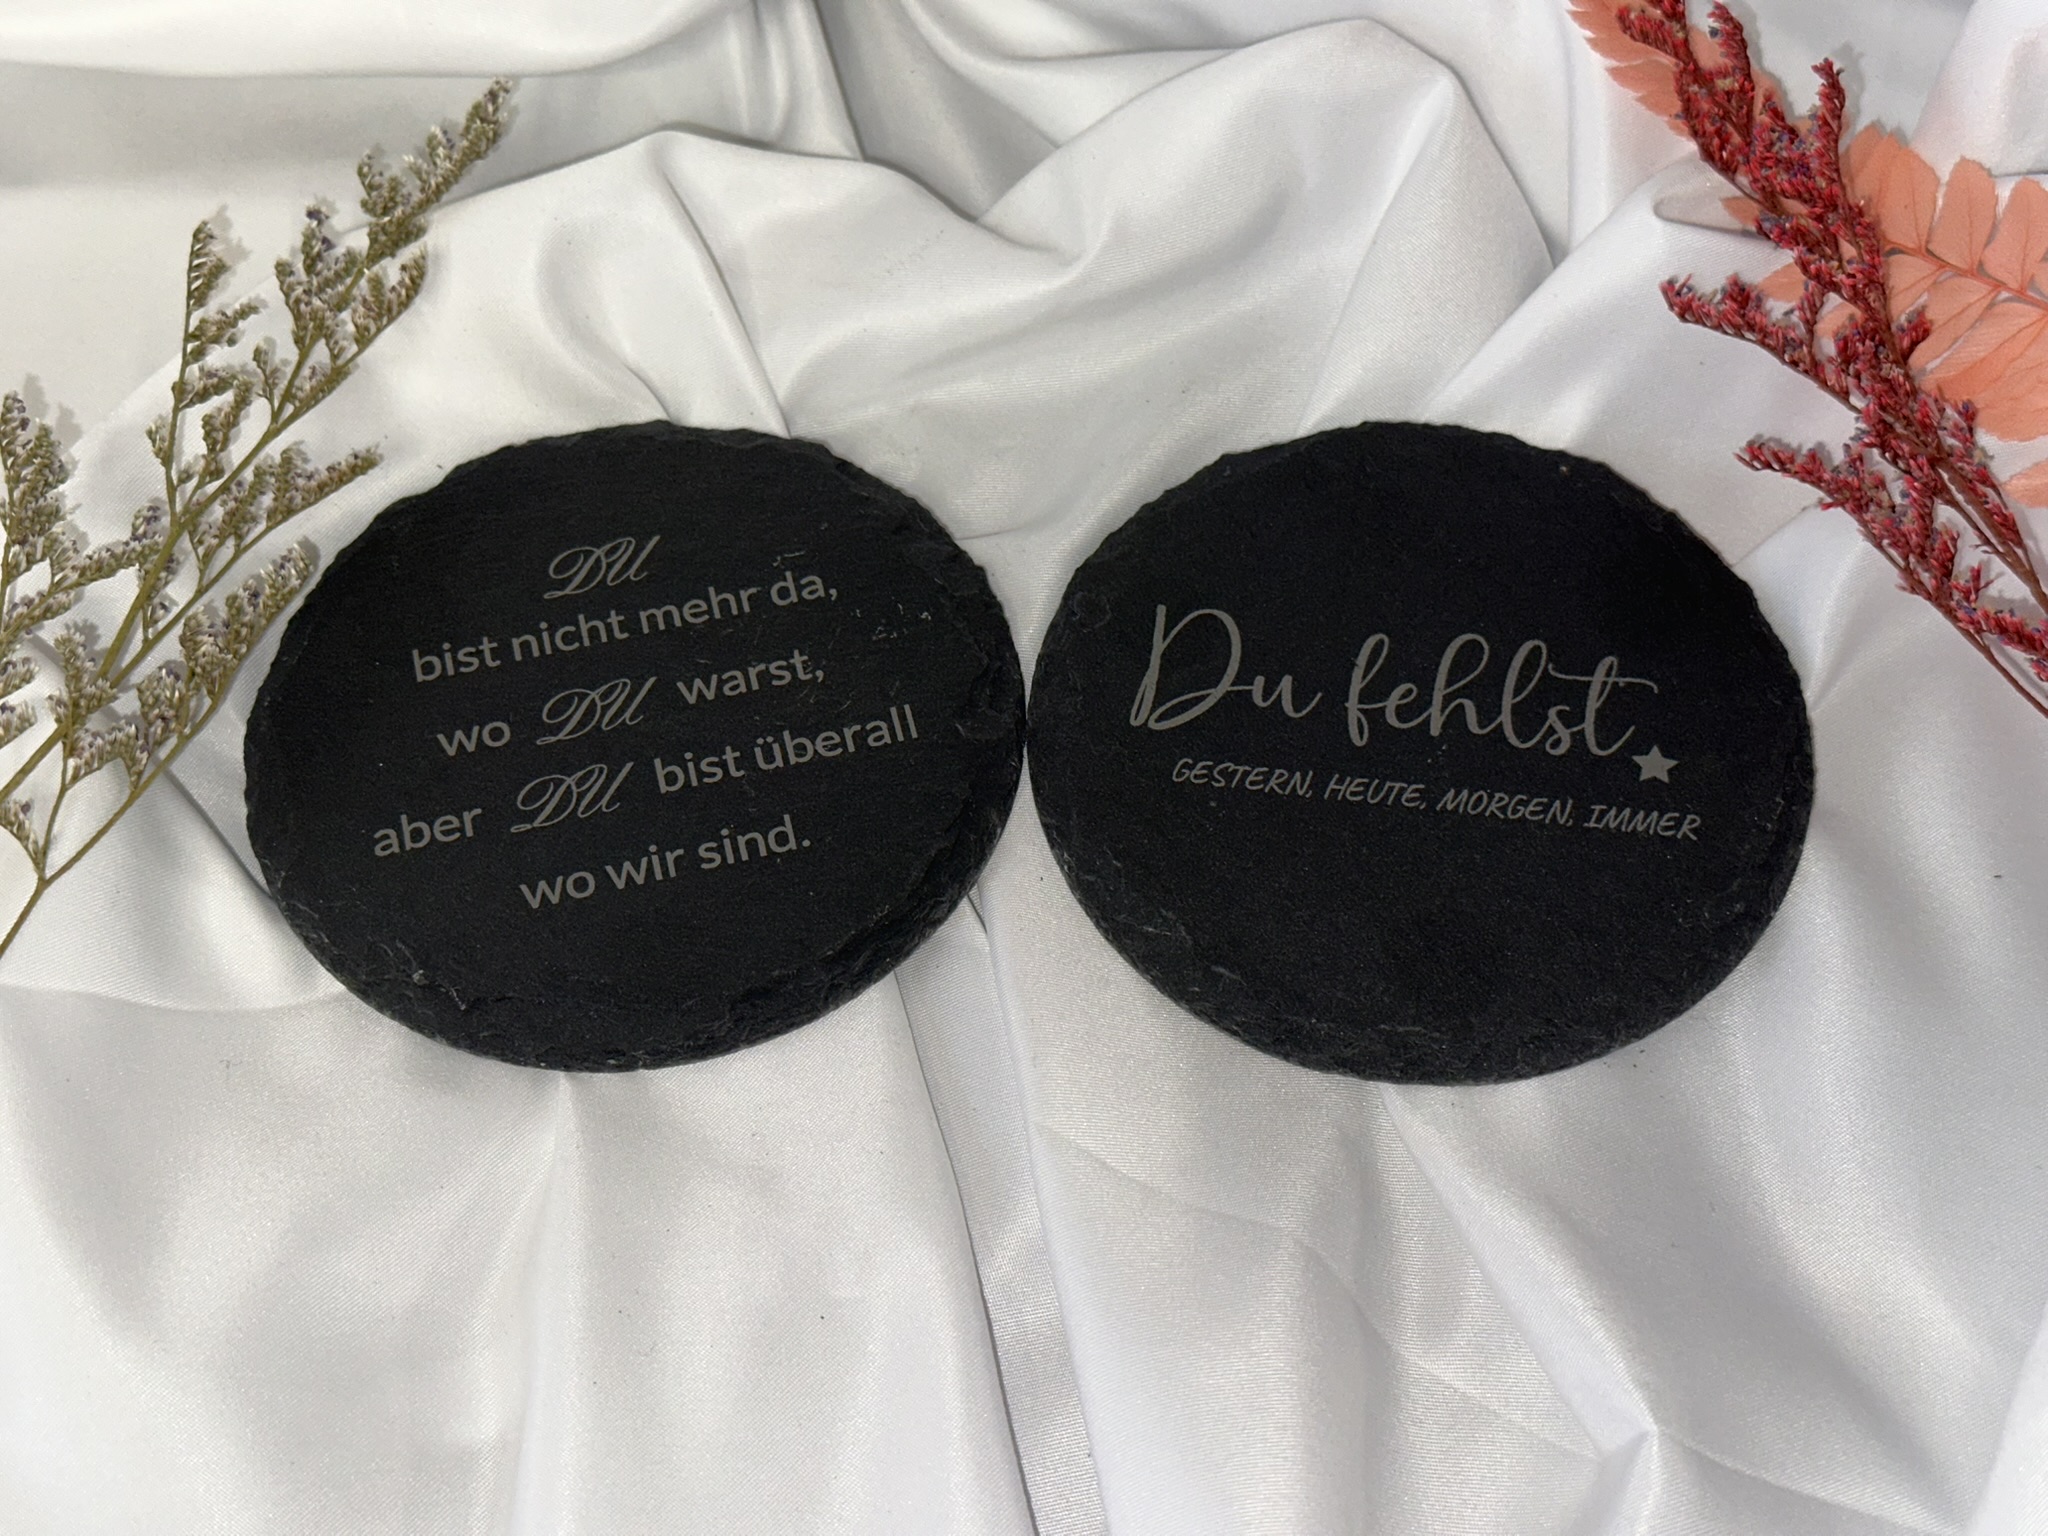 DU
bist nicht mehr da,
wo DU warst,
aber DU bist überall
wo wir sind.
Du fehlst
GESTERN, HEUTE, MORGEN, IMMER